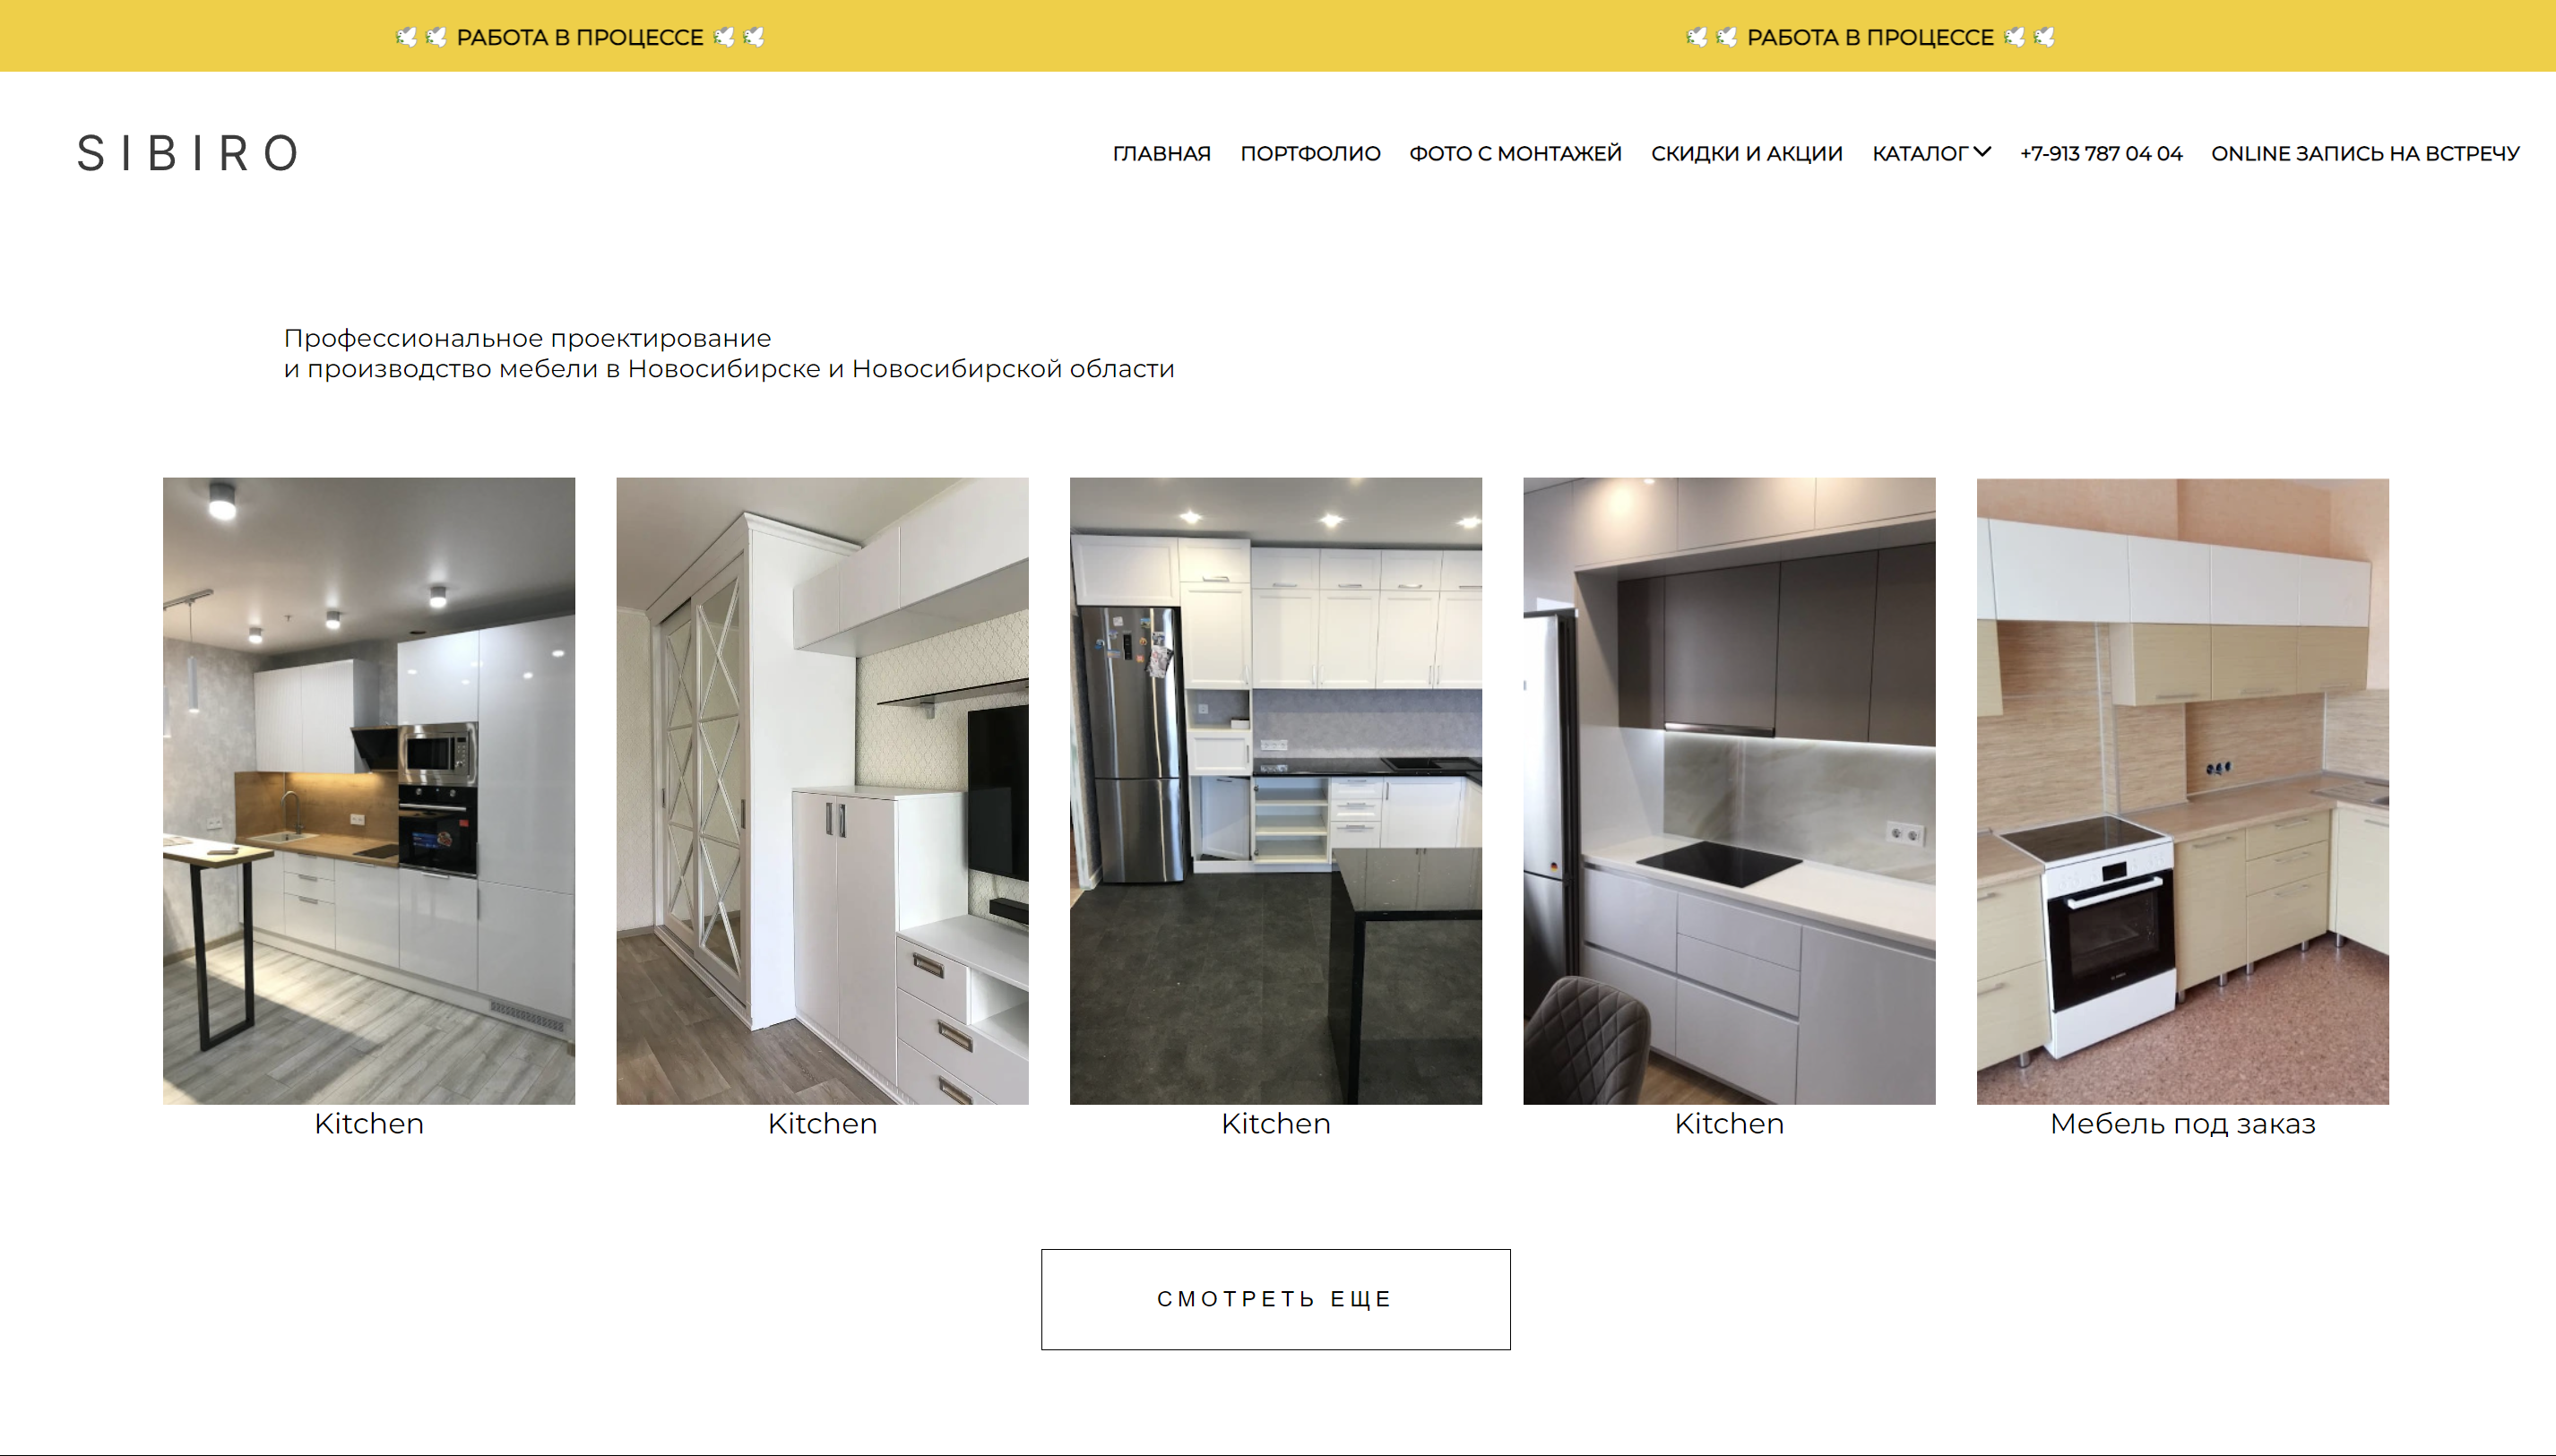 🕊️ 🕊️ РАБОТА В ПРОЦЕССЕ 🕊️ 🕊️
🕊️ 🕊️ РАБОТА В ПРОЦЕССЕ 🕊️ 🕊️
SIBIRO
ГЛАВНАЯ ПОРТФОЛИО ФОТО С МОНТАЖЕЙ СКИДКИ И АКЦИИ КАТАЛОГ +7-913 787 04 04 ONLINE ЗАПИСЬ НА ВСТРЕЧУ
Профессиональное проектирование
и производство мебели в Новосибирске и Новосибирской области
Kitchen
Kitchen
Kitchen
Kitchen
Мебель под заказ
СМОТРЕТЬ ЕЩЕ